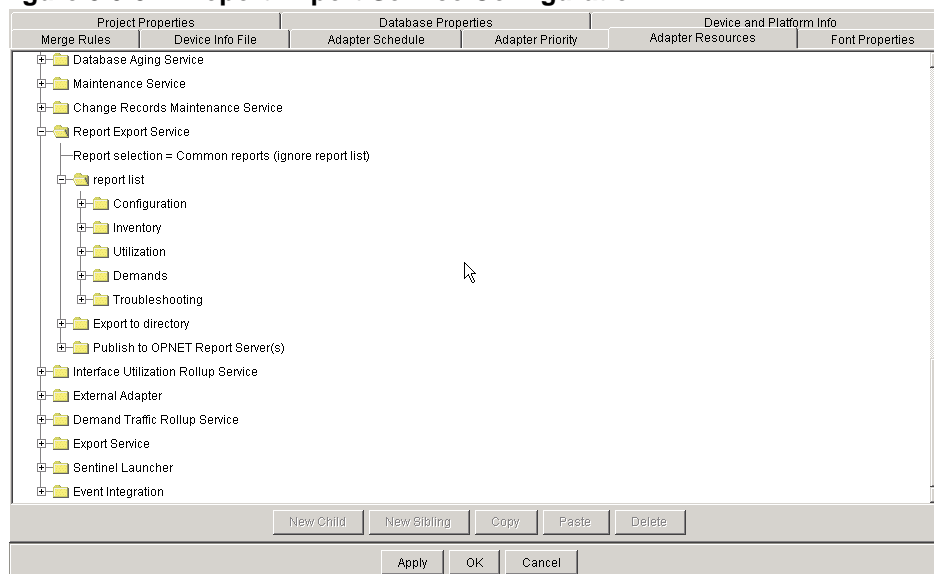 Project Properties Database Properties Device and Platform Info
Merge Rules Device Info File Adapter Schedule Adapter Priority Adapter Resources Font Properties
Database Aging Service
Maintenance Service
Change Records Maintenance Service
Report Export Service
Report selection = Common reports (ignore report list)
report list
Configuration
Inventory
Utilization
Demands
Troubleshooting
Export to directory
Publish to OPNET Report Server(s)
Interface Utilization Rollup Service
External Adapter
Demand Traffic Rollup Service
Export Service
Sentinel Launcher
Event Integration
New Child New Sibling Copy Paste Delete
Apply OK Cancel